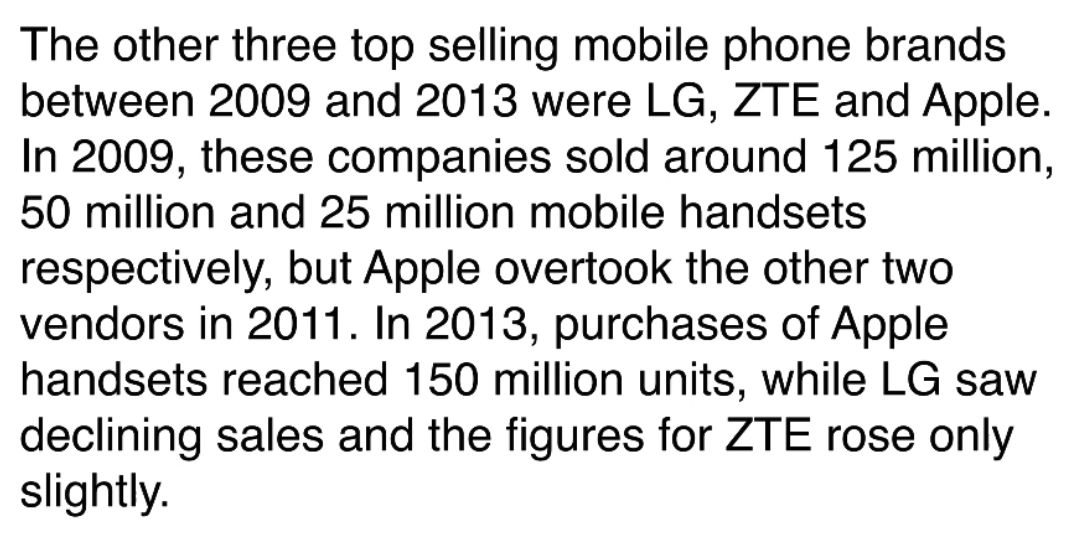 The other three top selling mobile phone brands
between 2009 and 2013 were LG, ZTE and Apple.
In 2009, these companies sold around 125 million,
50 million and 25 million mobile handsets
respectively, but Apple overtook the other two
vendors in 2011. In 2013, purchases of Apple
handsets reached 150 million units, while LG saw
declining sales and the figures for ZTE rose only
slightly.